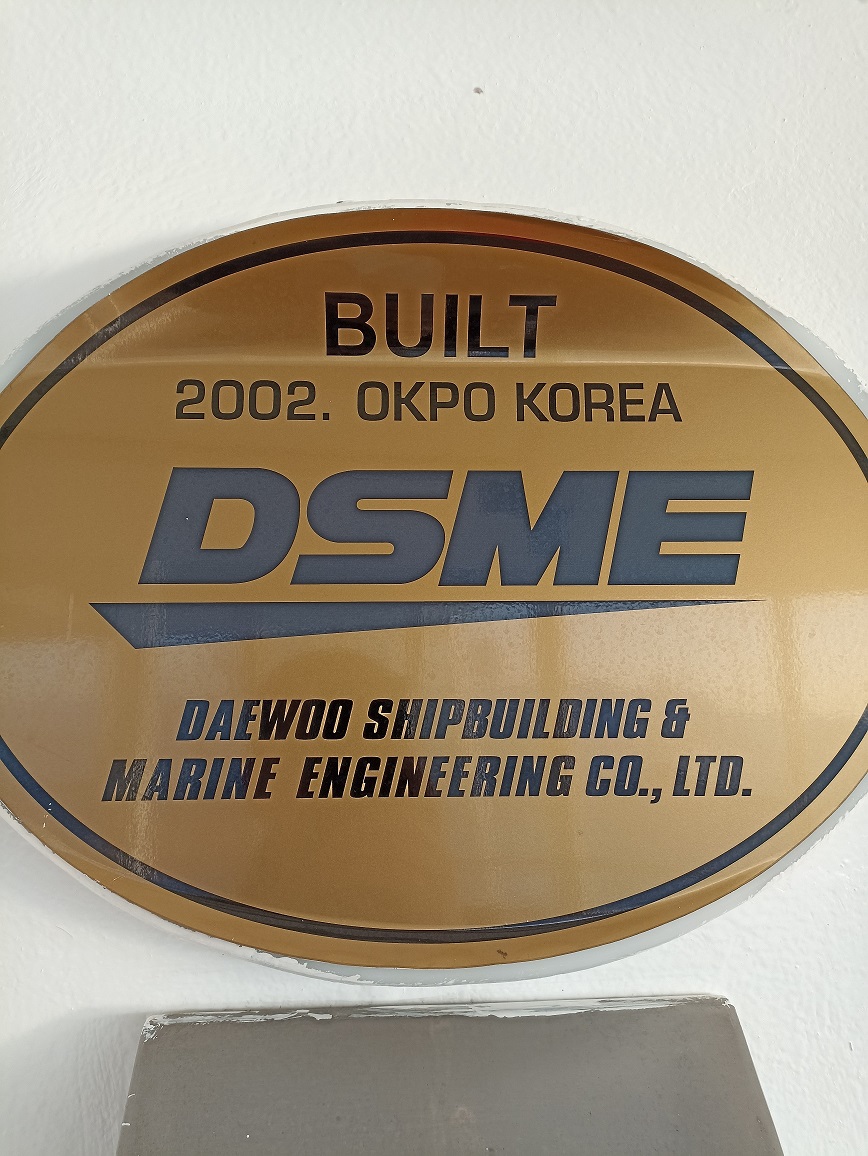 BUILT
2002. OKPO KOREA
DSME
DAEWOO SHIPBUILDING &
MARINE ENGINEERING CO., LTD.